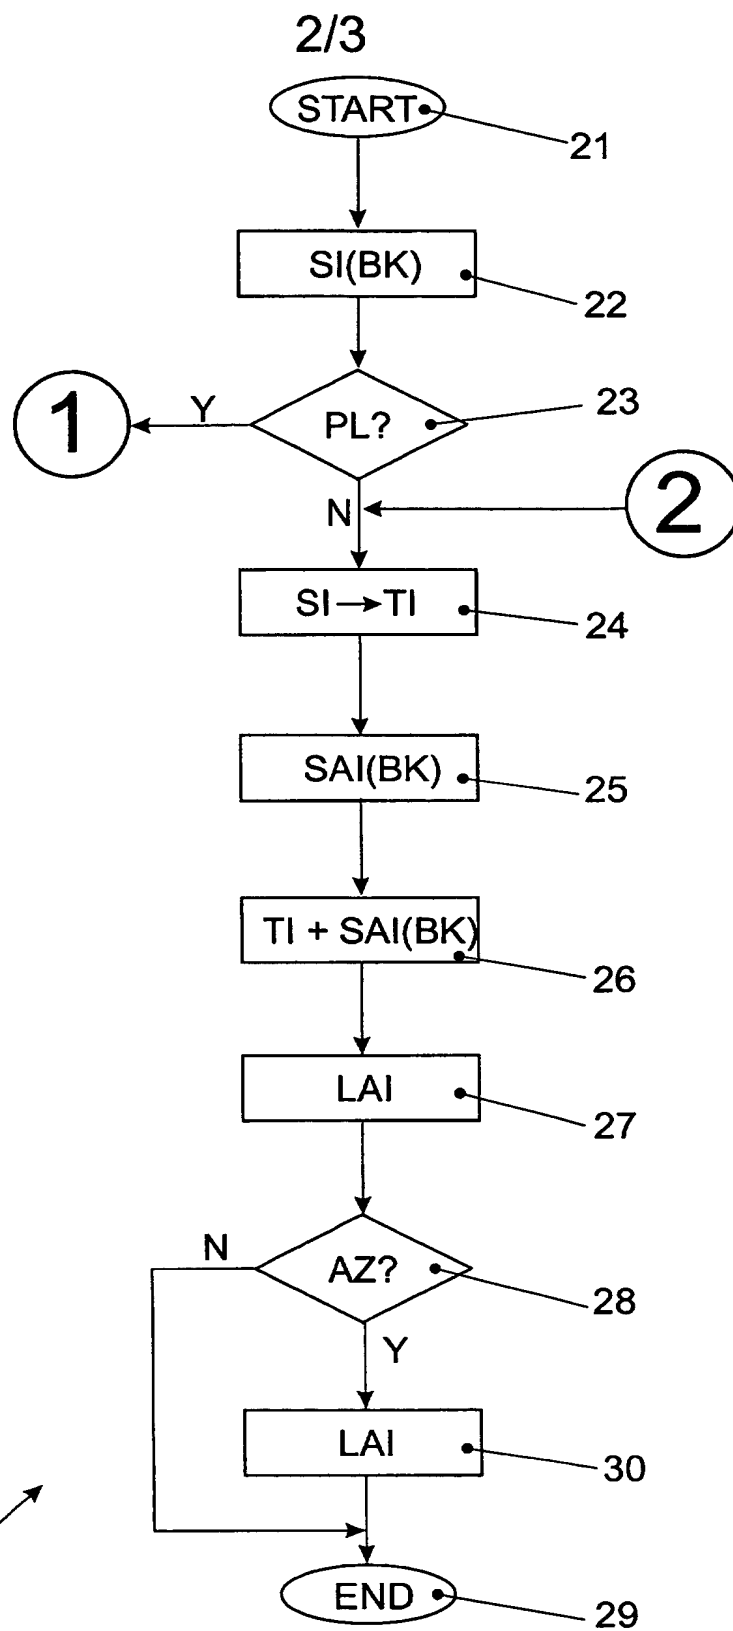 2/3
START
21
SI(BK)
22
1
Y
PL?
23
N
2
SI → TI
24
SAI(BK)
25
TI + SAI(BK)
26
LAI
27
N
AZ?
28
Y
LAI
30
END
29